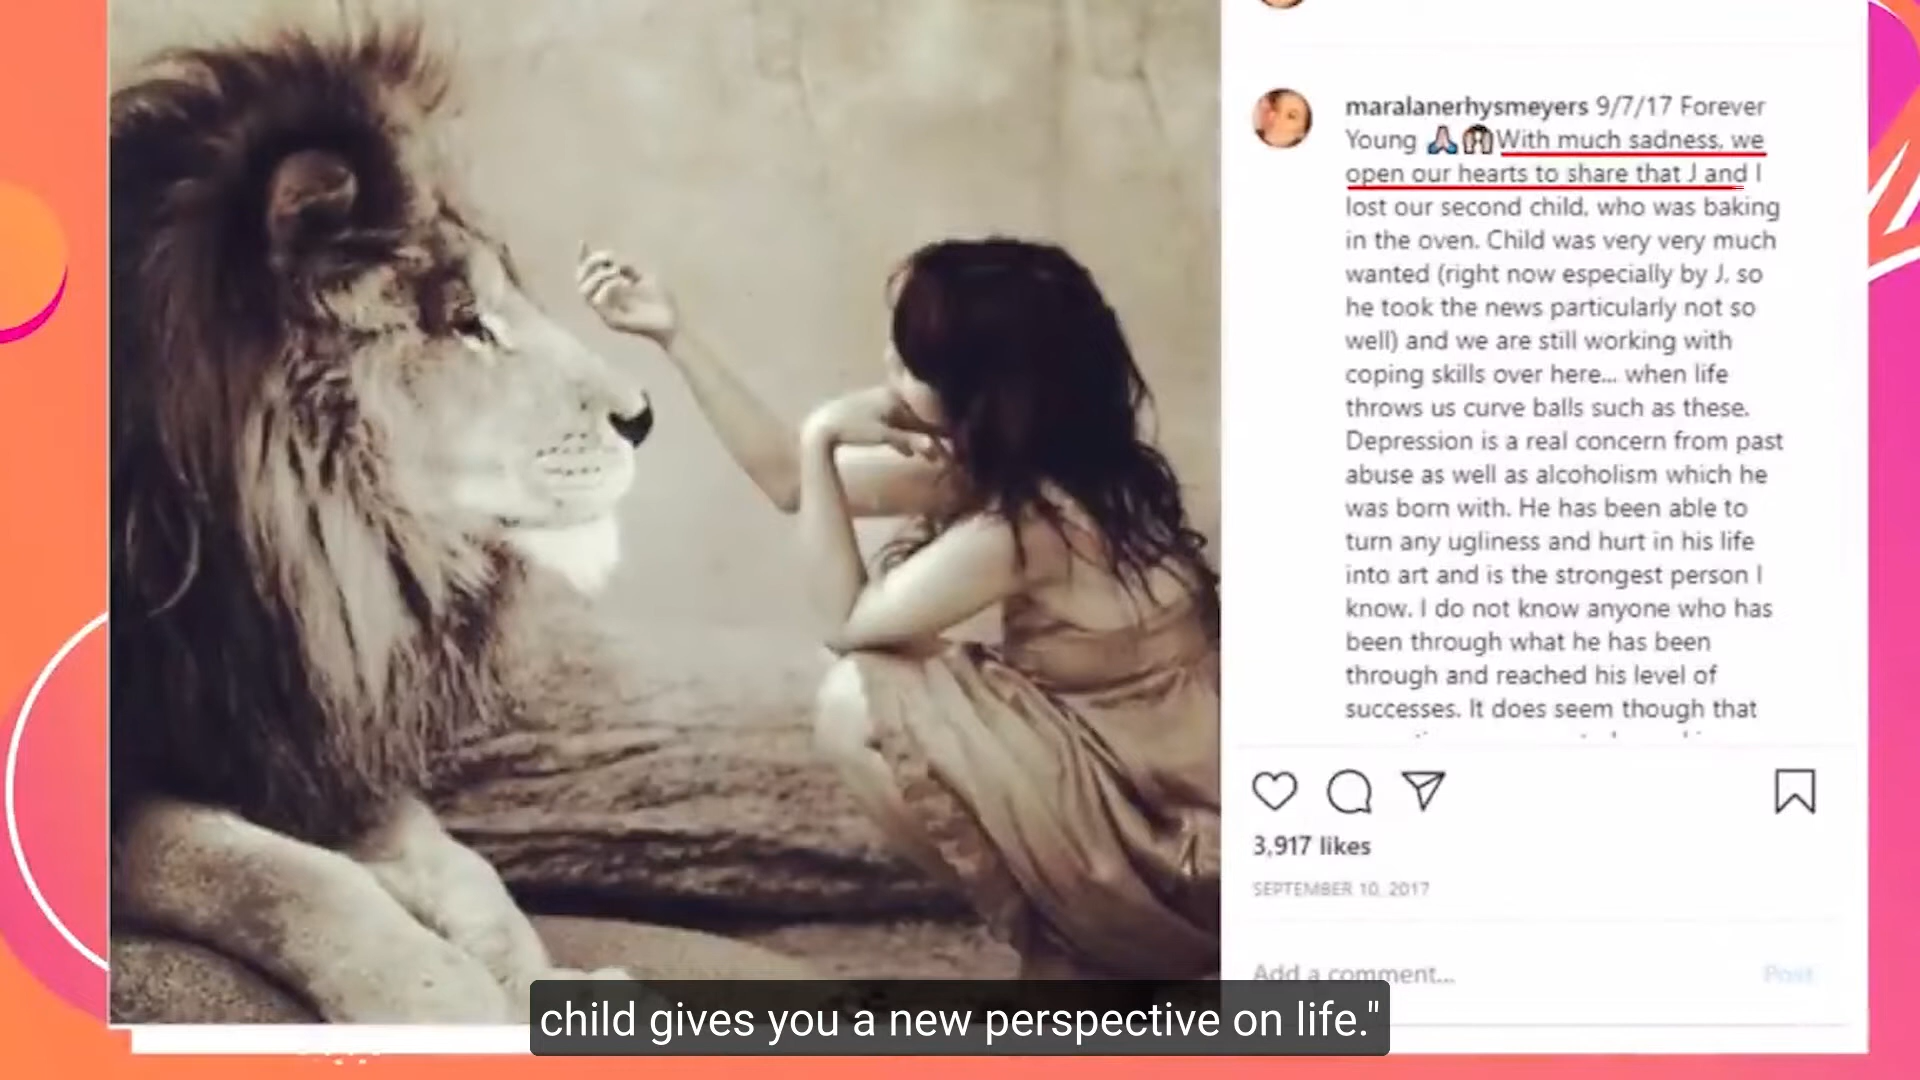 maralanerhysmeyers 9/7/17 Forever
Young 🙏🙌With much sadness, we
open our hearts to share that J and I
lost our second child, who was baking
in the oven. Child was very very much
wanted (right now especially by J, so
he took the news particularly not so
well) and we are still working with
coping skills over here... when life
throws us curve balls such as these.
Depression is a real concern from past
abuse as well as alcoholism which he
was born with. He has been able to
turn any ugliness and hurt in his life
into art and is the strongest person I
know. I do not know anyone who has
been through what he has been
through and reached his level of
successes. It does seem though that
3,917 likes
SEPTEMBER 10, 2017
Add a comment...
Post
child gives you a new perspective on life."